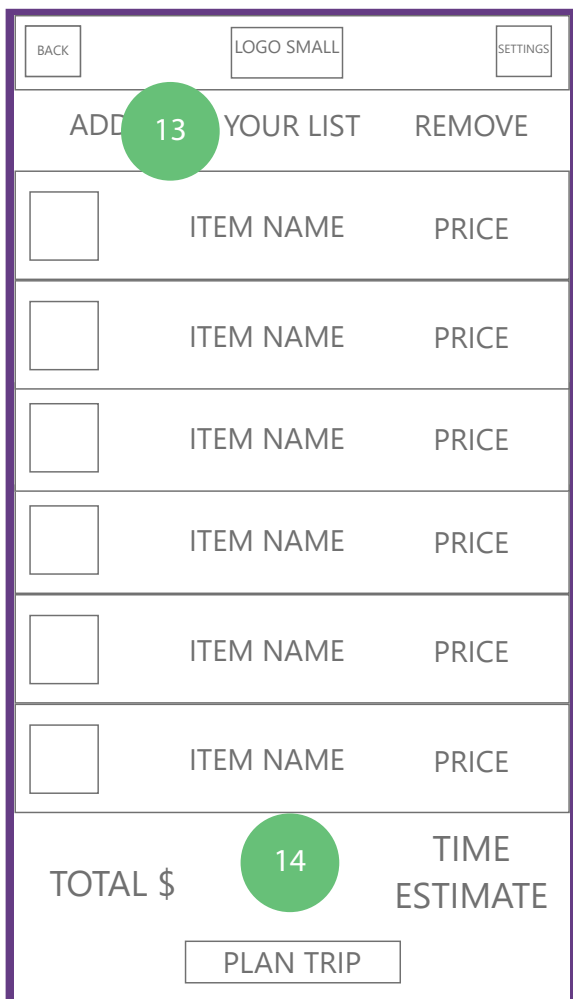 BACK LOGO SMALL SETTINGS
ADD 13 YOUR LIST REMOVE
ITEM NAME PRICE
ITEM NAME PRICE
ITEM NAME PRICE
ITEM NAME PRICE
ITEM NAME PRICE
ITEM NAME PRICE
TOTAL $ 14 TIME
ESTIMATE
PLAN TRIP